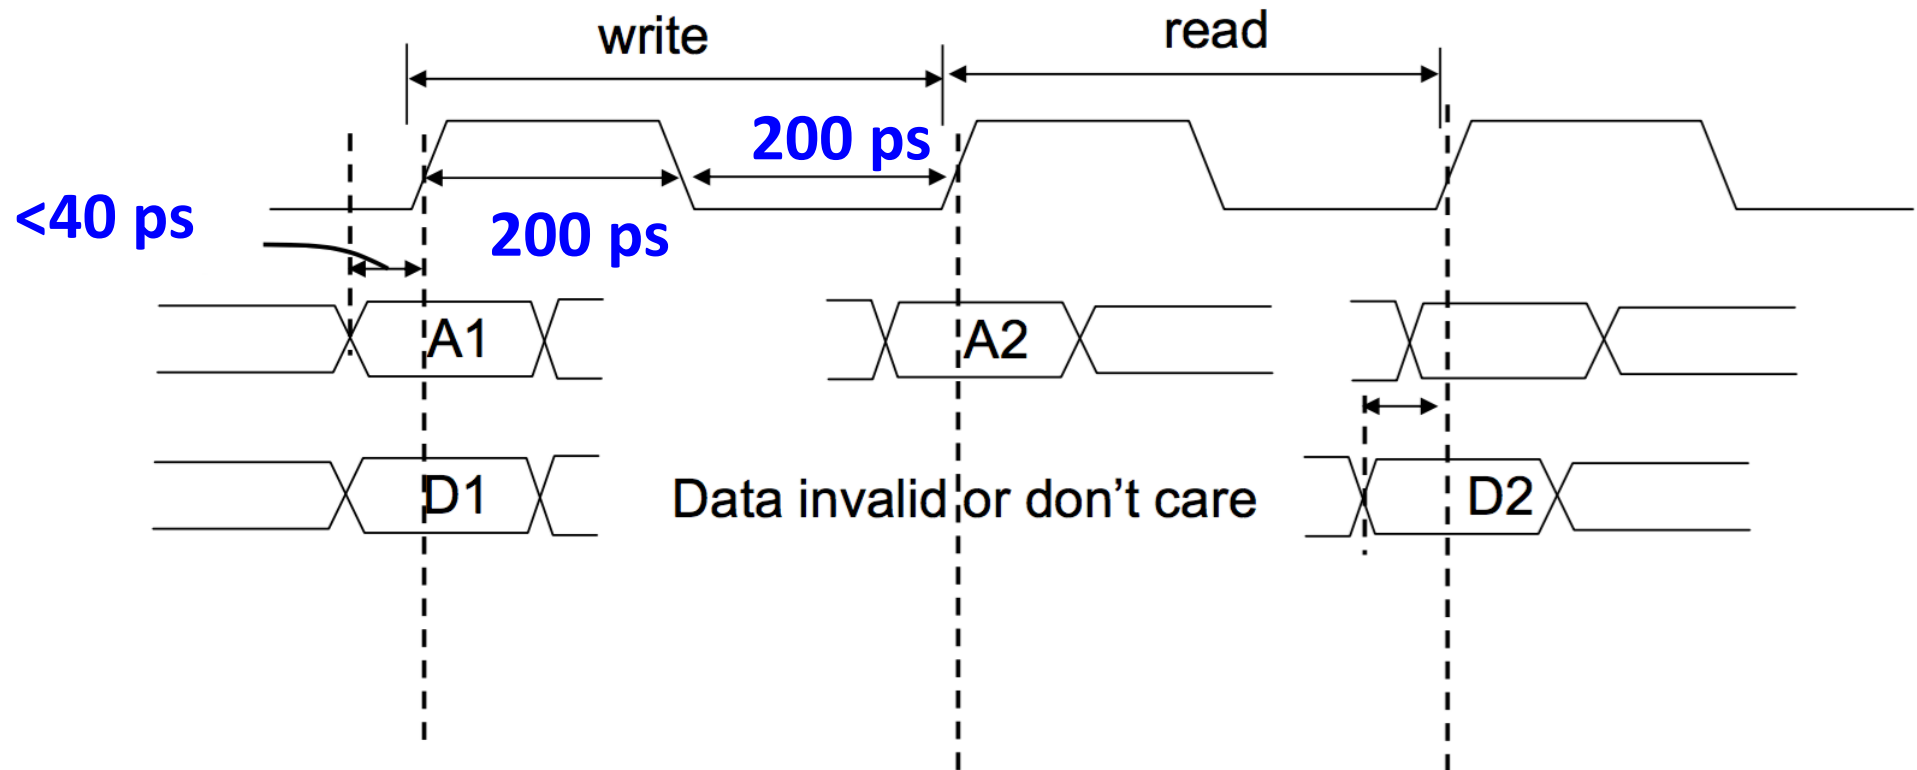 write
read
200 ps
<40 ps
200 ps
A1
A2
D1
Data invalid or don't care
D2